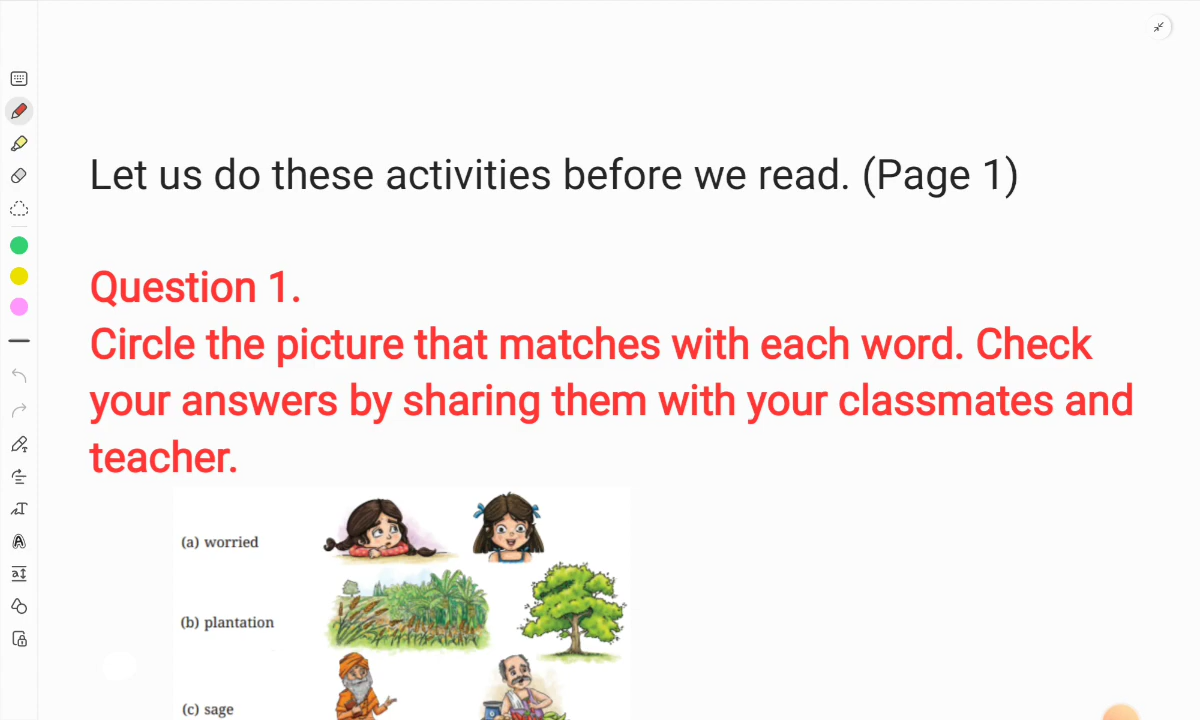 Let us do these activities before we read. (Page 1)
Question 1.
Circle the picture that matches with each word. Check
your answers by sharing them with your classmates and
teacher.
(a) worried
(b) plantation
(c) sage